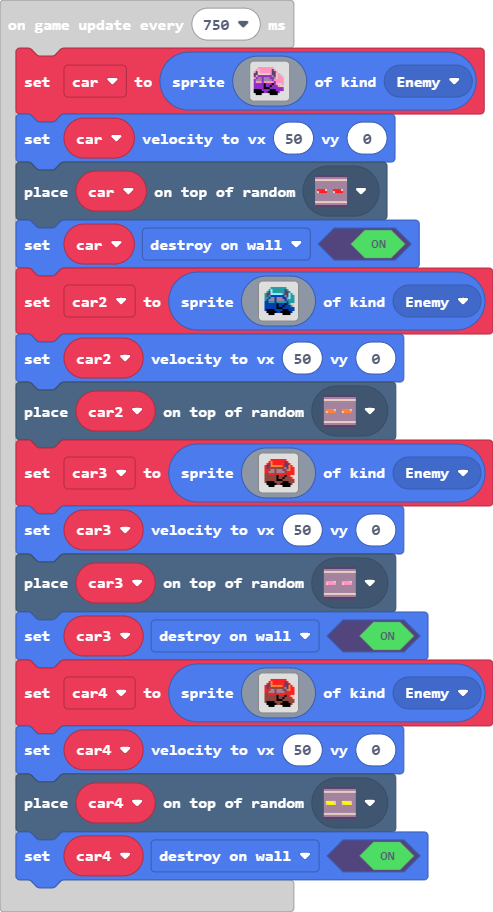 on game update every 750 ms
set car to sprite of kind Enemy
set car velocity to vx 50 vy 0
place car on top of random
set car destroy on wall ON
set car2 to sprite of kind Enemy
set car2 velocity to vx 50 vy 0
place car2 on top of random
set car3 to sprite of kind Enemy
set car3 velocity to vx 50 vy 0
place car3 on top of random
set car3 destroy on wall ON
set car4 to sprite of kind Enemy
set car4 velocity to vx 50 vy 0
place car4 on top of random
set car4 destroy on wall ON